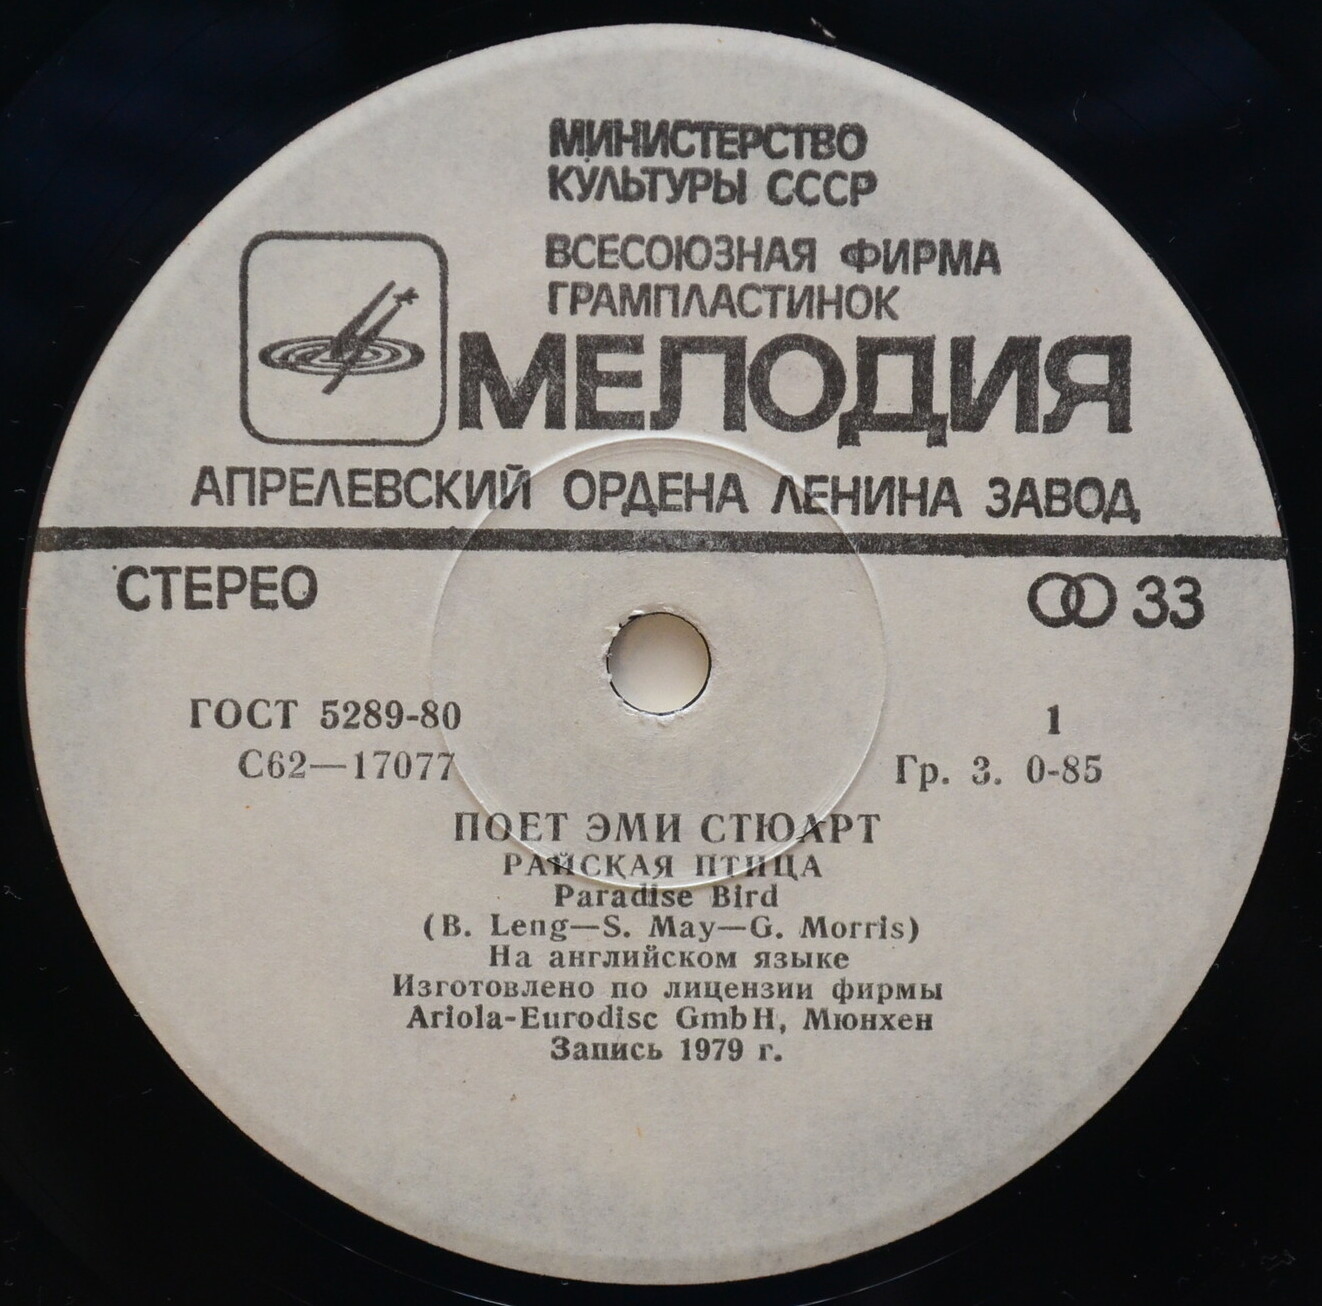 МИНИСТЕРСТВО
КУЛЬТУРЫ СССР
ВСЕСОЮЗНАЯ ФИРМА
ГРАМПЛАСТИНОК
МЕЛОДИЯ
АПРЕЛЕВСКИЙ ОРДЕНА ЛЕНИНА ЗАВОД
СТЕРЕО
33
ГОСТ 5289-80
1
С62—17077
Гр. 3. 0-85
ПОЕТ ЭМИ СТЮАРТ
РАЙСКАЯ ПТИЦА
Paradise Bird
(B. Leng—S. May—G. Morris)
На английском языке
Изготовлено по лицензии фирмы
Ariola-Eurodisc GmbH, Мюнхен
Запись 1979 г.